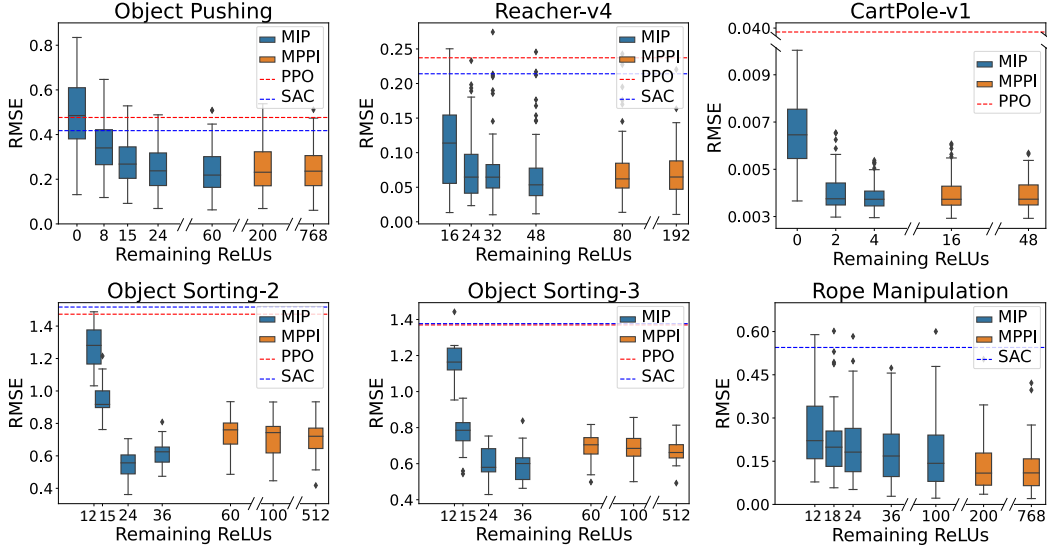 Object Pushing
RMSE
0.8
0.6
0.4
0.2
0.0
MIP
MPPI
PPO
SAC
0 8 15 24 60 200 768
Remaining ReLUs
Reacher-v4
RMSE
0.25
0.20
0.15
0.10
0.05
0.00
MIP
MPPI
PPO
SAC
16 24 32 48 80 192
Remaining ReLUs
CartPole-v1
RMSE
0.040
0.009
0.007
0.005
0.003
MIP
MPPI
PPO
0 2 4 16 48
Remaining ReLUs
Object Sorting-2
RMSE
1.4
1.2
1.0
0.8
0.6
0.4
MIP
MPPI
PPO
SAC
12 15 24 36 60 100 512
Remaining ReLUs
Object Sorting-3
RMSE
1.4
1.2
1.0
0.8
0.6
0.4
MIP
MPPI
PPO
SAC
12 15 24 36 60 100 512
Remaining ReLUs
Rope Manipulation
RMSE
0.60
0.45
0.30
0.15
0.00
MIP
MPPI
SAC
12 18 24 36 100 200 768
Remaining ReLUs